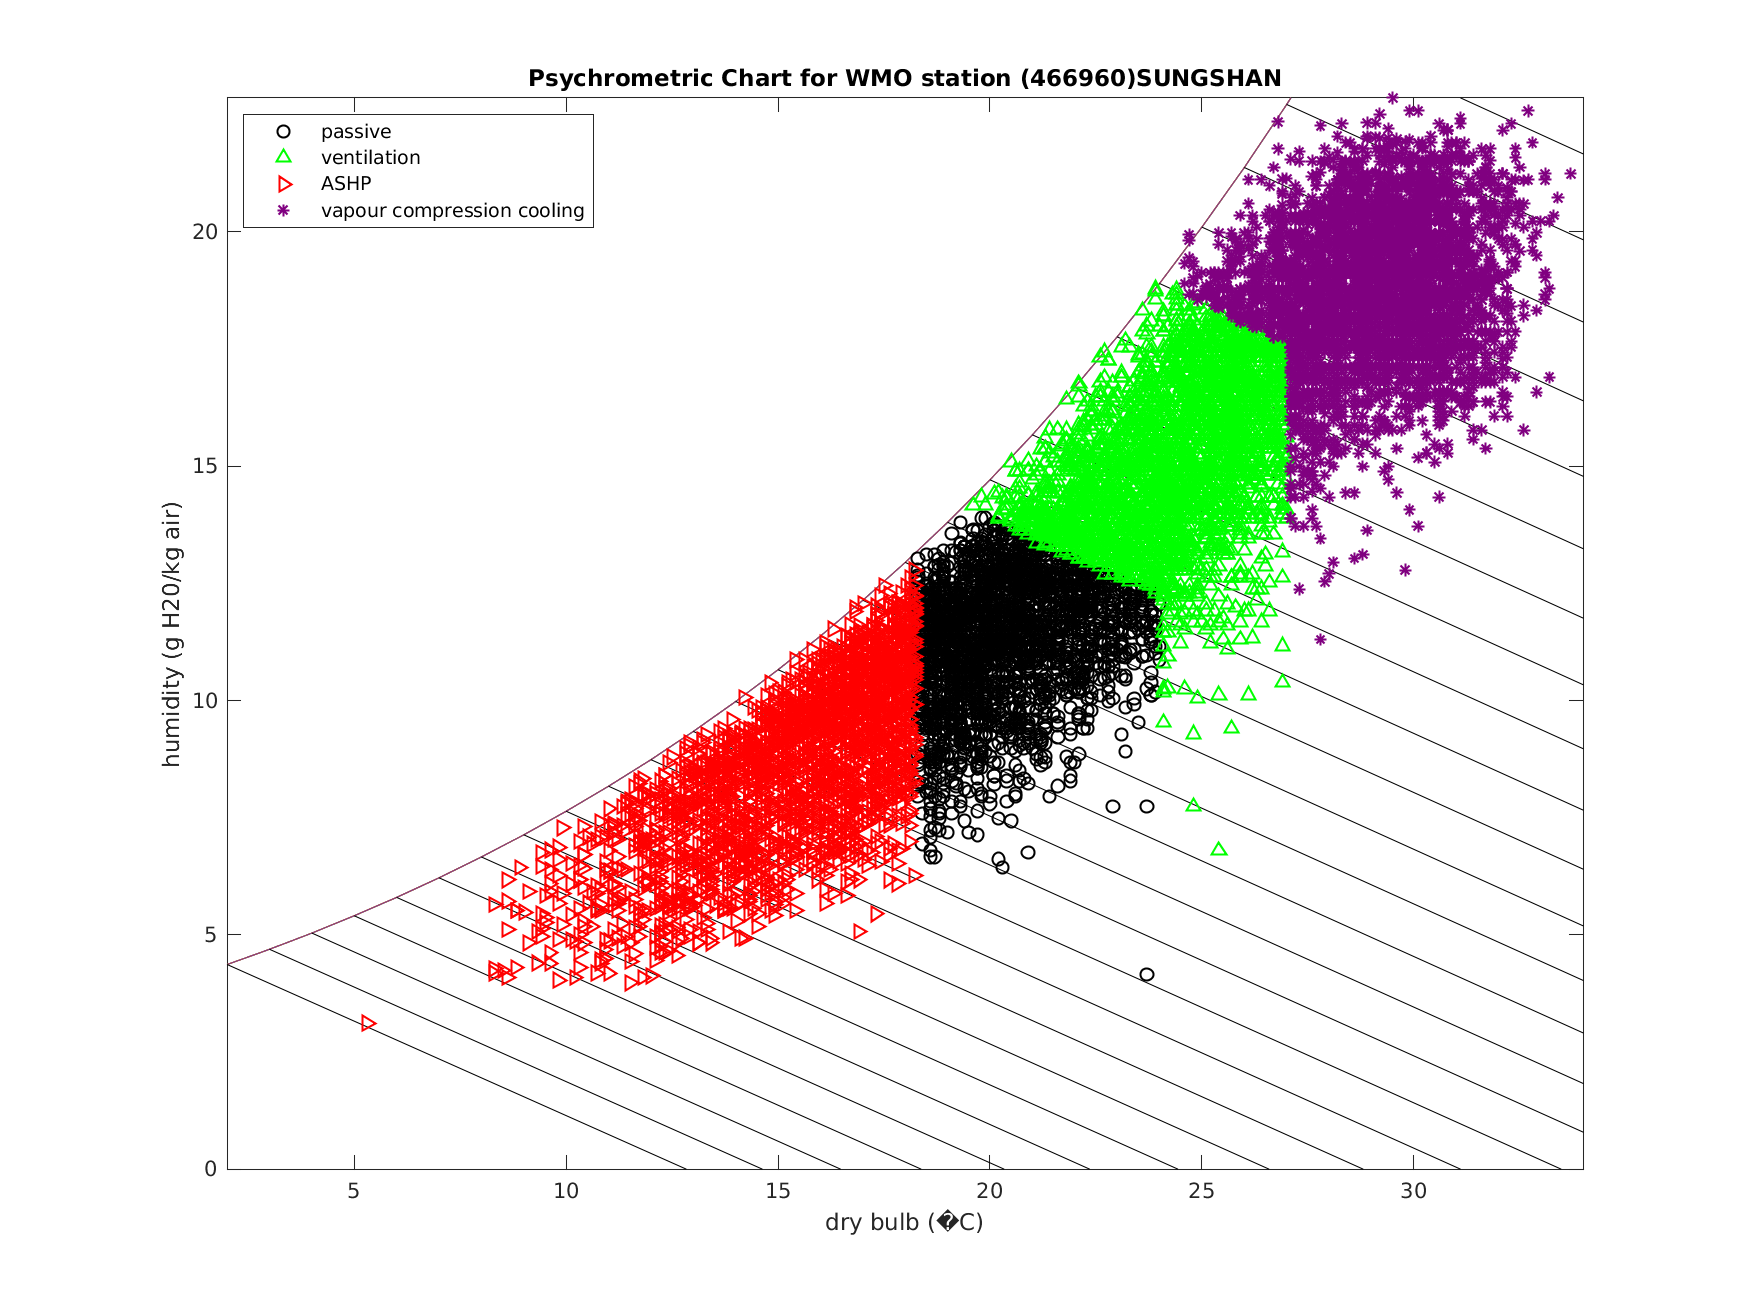 Psychrometric Chart for WMO station (466960)SUNGSHAN
passive
ventilation
ASHP
vapour compression cooling
humidity (g H20/kg air)
20
15
10
5
0
5 10 15 20 25 30
dry bulb (�C)